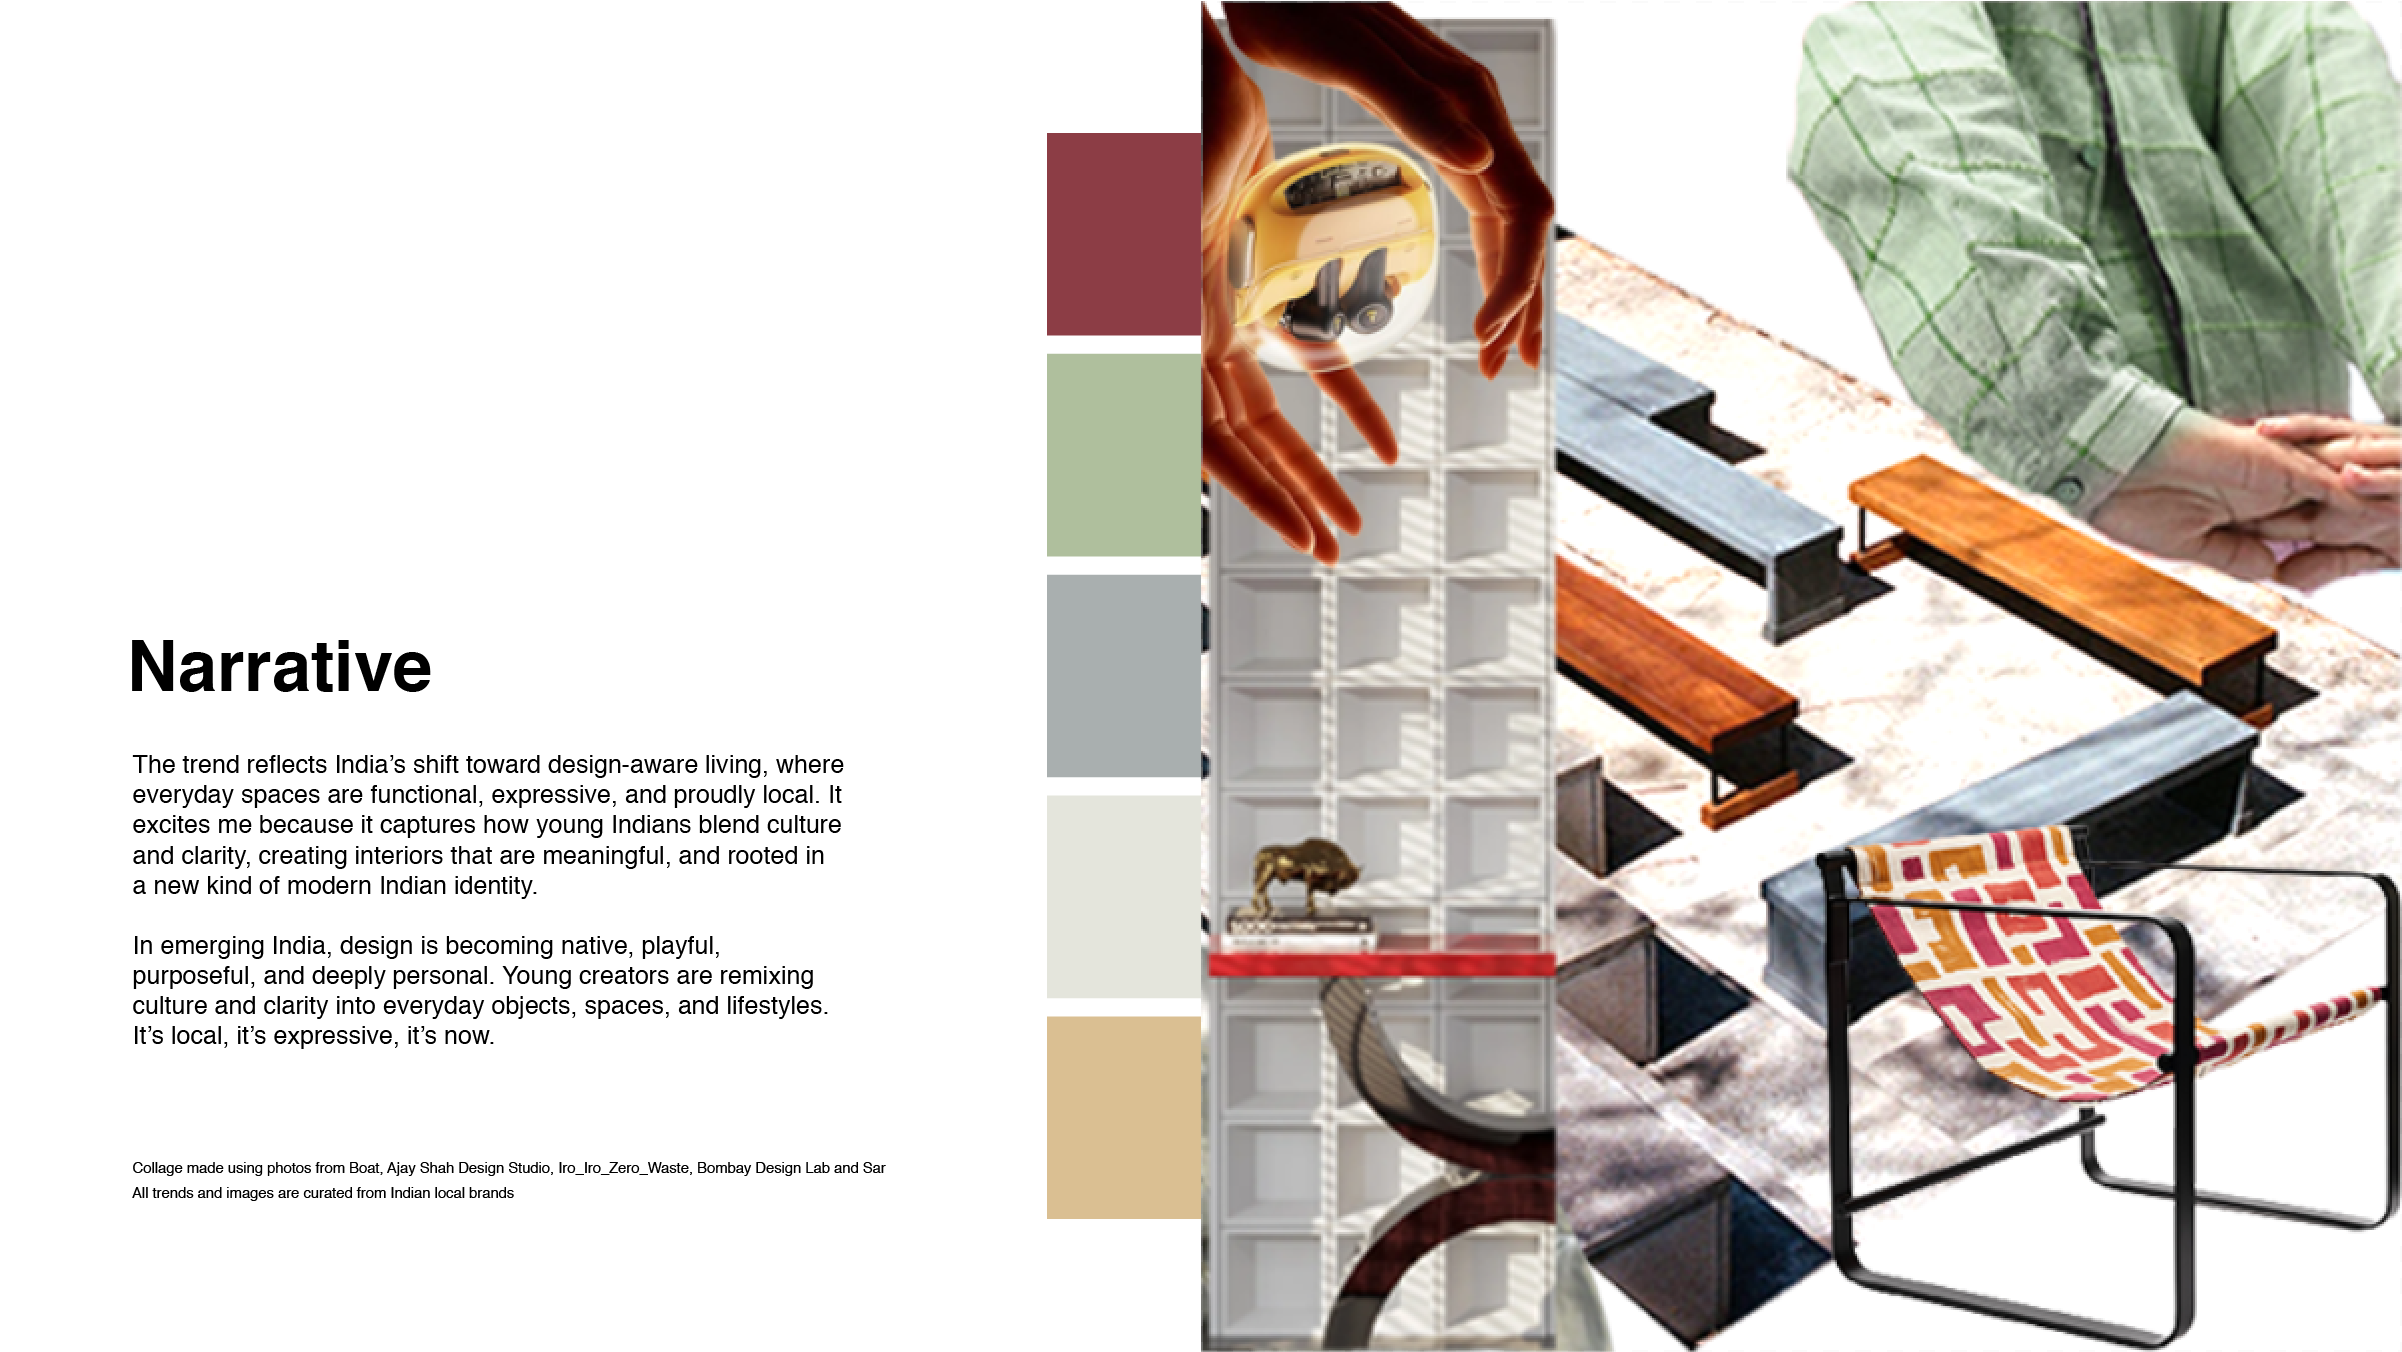 Narrative
The trend reflects India’s shift toward design-aware living, where
everyday spaces are functional, expressive, and proudly local. It
excites me because it captures how young Indians blend culture
and clarity, creating interiors that are meaningful, and rooted in
a new kind of modern Indian identity.
In emerging India, design is becoming native, playful,
purposeful, and deeply personal. Young creators are remixing
culture and clarity into everyday objects, spaces, and lifestyles.
It’s local, it’s expressive, it’s now.
Collage made using photos from Boat, Ajay Shah Design Studio, Iro_Iro_Zero_Waste, Bombay Design Lab and Sar
All trends and images are curated from Indian local brands